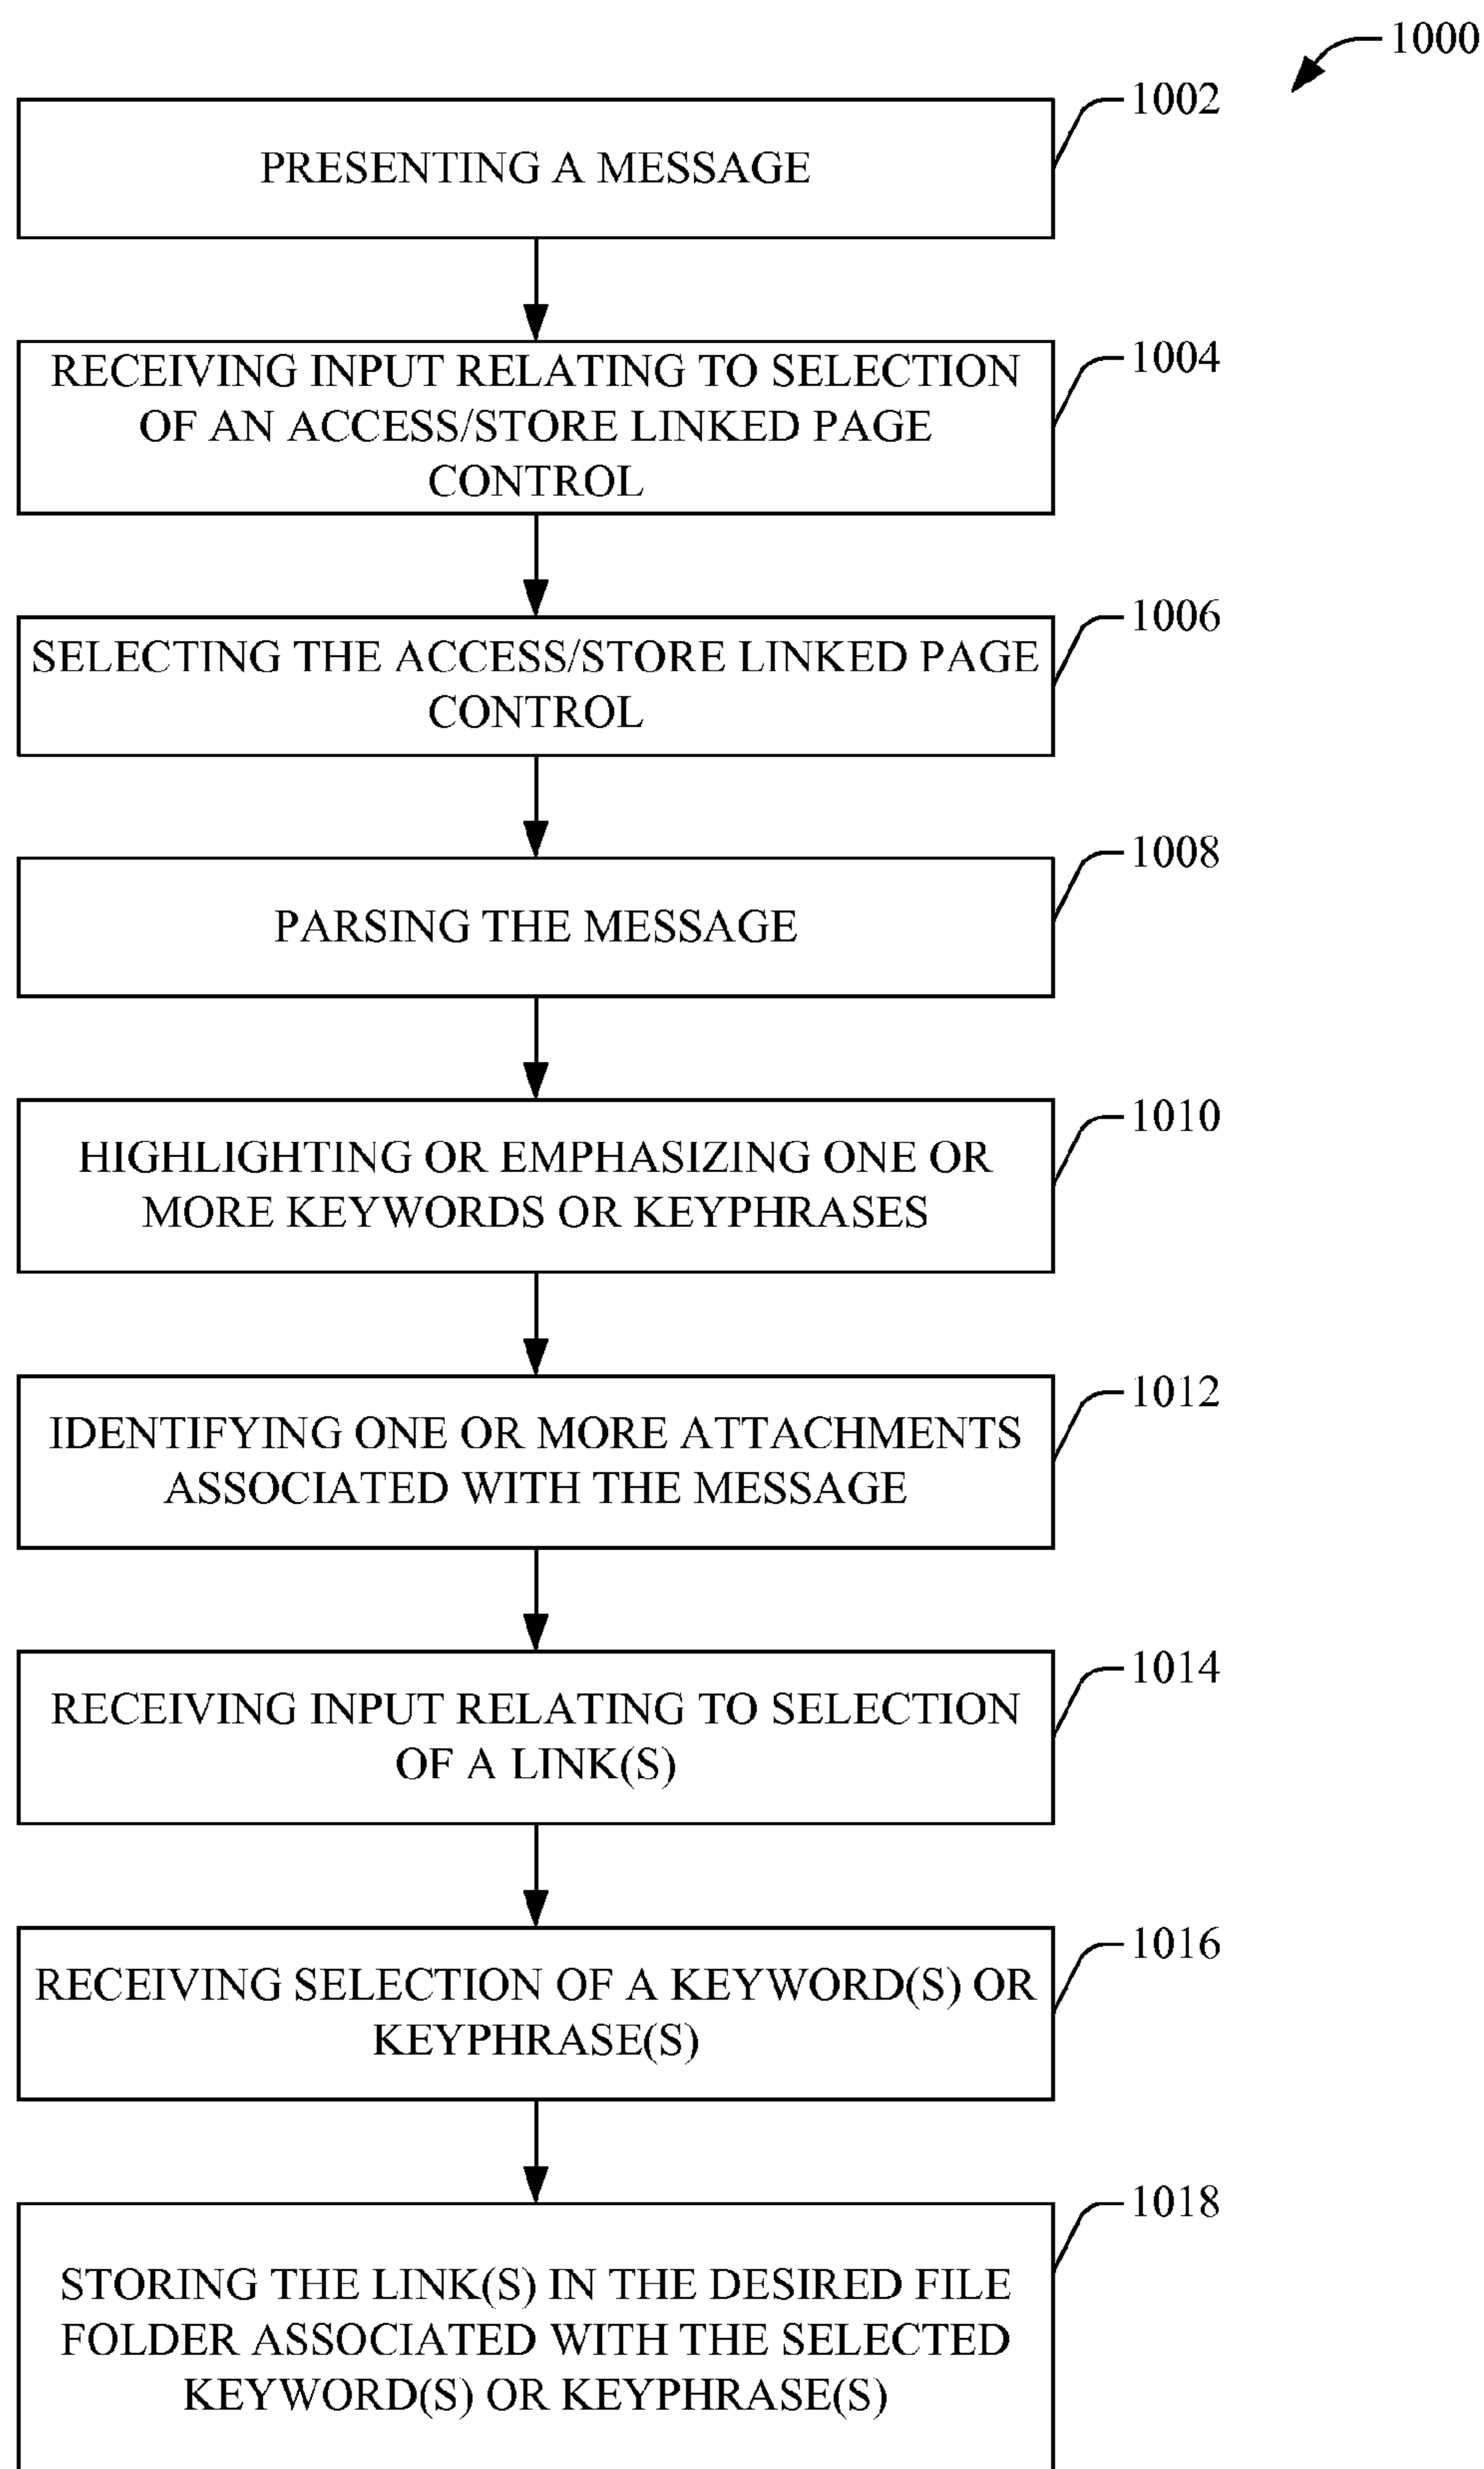 1000
1002
PRESENTING A MESSAGE
1004
RECEIVING INPUT RELATING TO SELECTION
OF AN ACCESS/STORE LINKED PAGE
CONTROL
1006
SELECTING THE ACCESS/STORE LINKED PAGE
CONTROL
1008
PARSING THE MESSAGE
1010
HIGHLIGHTING OR EMPHASIZING ONE OR
MORE KEYWORDS OR KEYPHRASES
1012
IDENTIFYING ONE OR MORE ATTACHMENTS
ASSOCIATED WITH THE MESSAGE
1014
RECEIVING INPUT RELATING TO SELECTION
OF A LINK(S)
1016
RECEIVING SELECTION OF A KEYWORD(S) OR
KEYPHRASE(S)
1018
STORING THE LINK(S) IN THE DESIRED FILE
FOLDER ASSOCIATED WITH THE SELECTED
KEYWORD(S) OR KEYPHRASE(S)